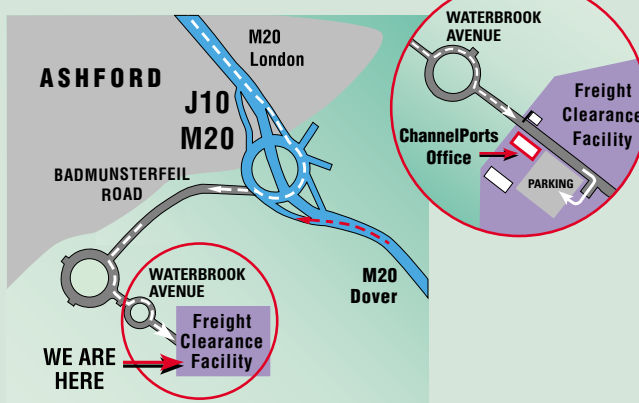 M20
London
ASHFORD
J10
M20
BADMUNSTERFEIL
ROAD
WATERBROOK
AVENUE
M20
Dover
Freight
Clearance
Facility
WE ARE
HERE
WATERBROOK
AVENUE
Freight
Clearance
Facility
ChannelPorts
Office
PARKING